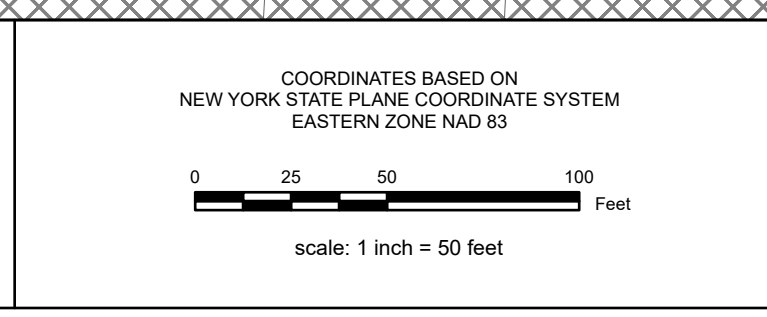 COORDINATES BASED ON
NEW YORK STATE PLANE COORDINATE SYSTEM
EASTERN ZONE NAD 83
0 25 50 100
Feet
scale: 1 inch = 50 feet